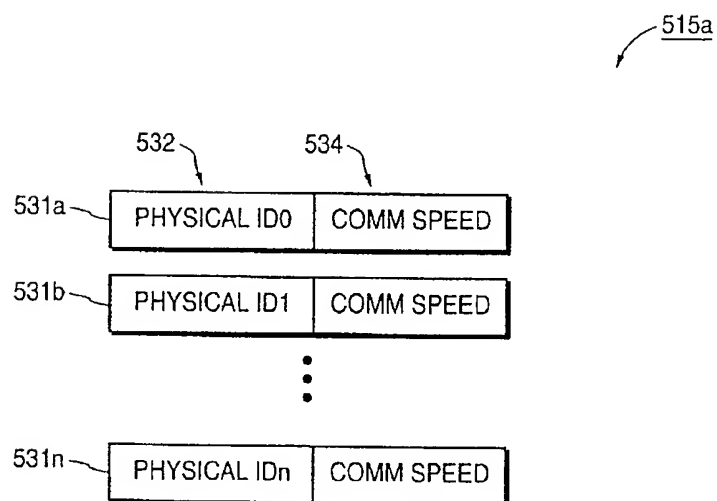 515a
532 534
531a PHYSICAL ID0 COMM SPEED
531b PHYSICAL ID1 COMM SPEED
531n PHYSICAL IDn COMM SPEED